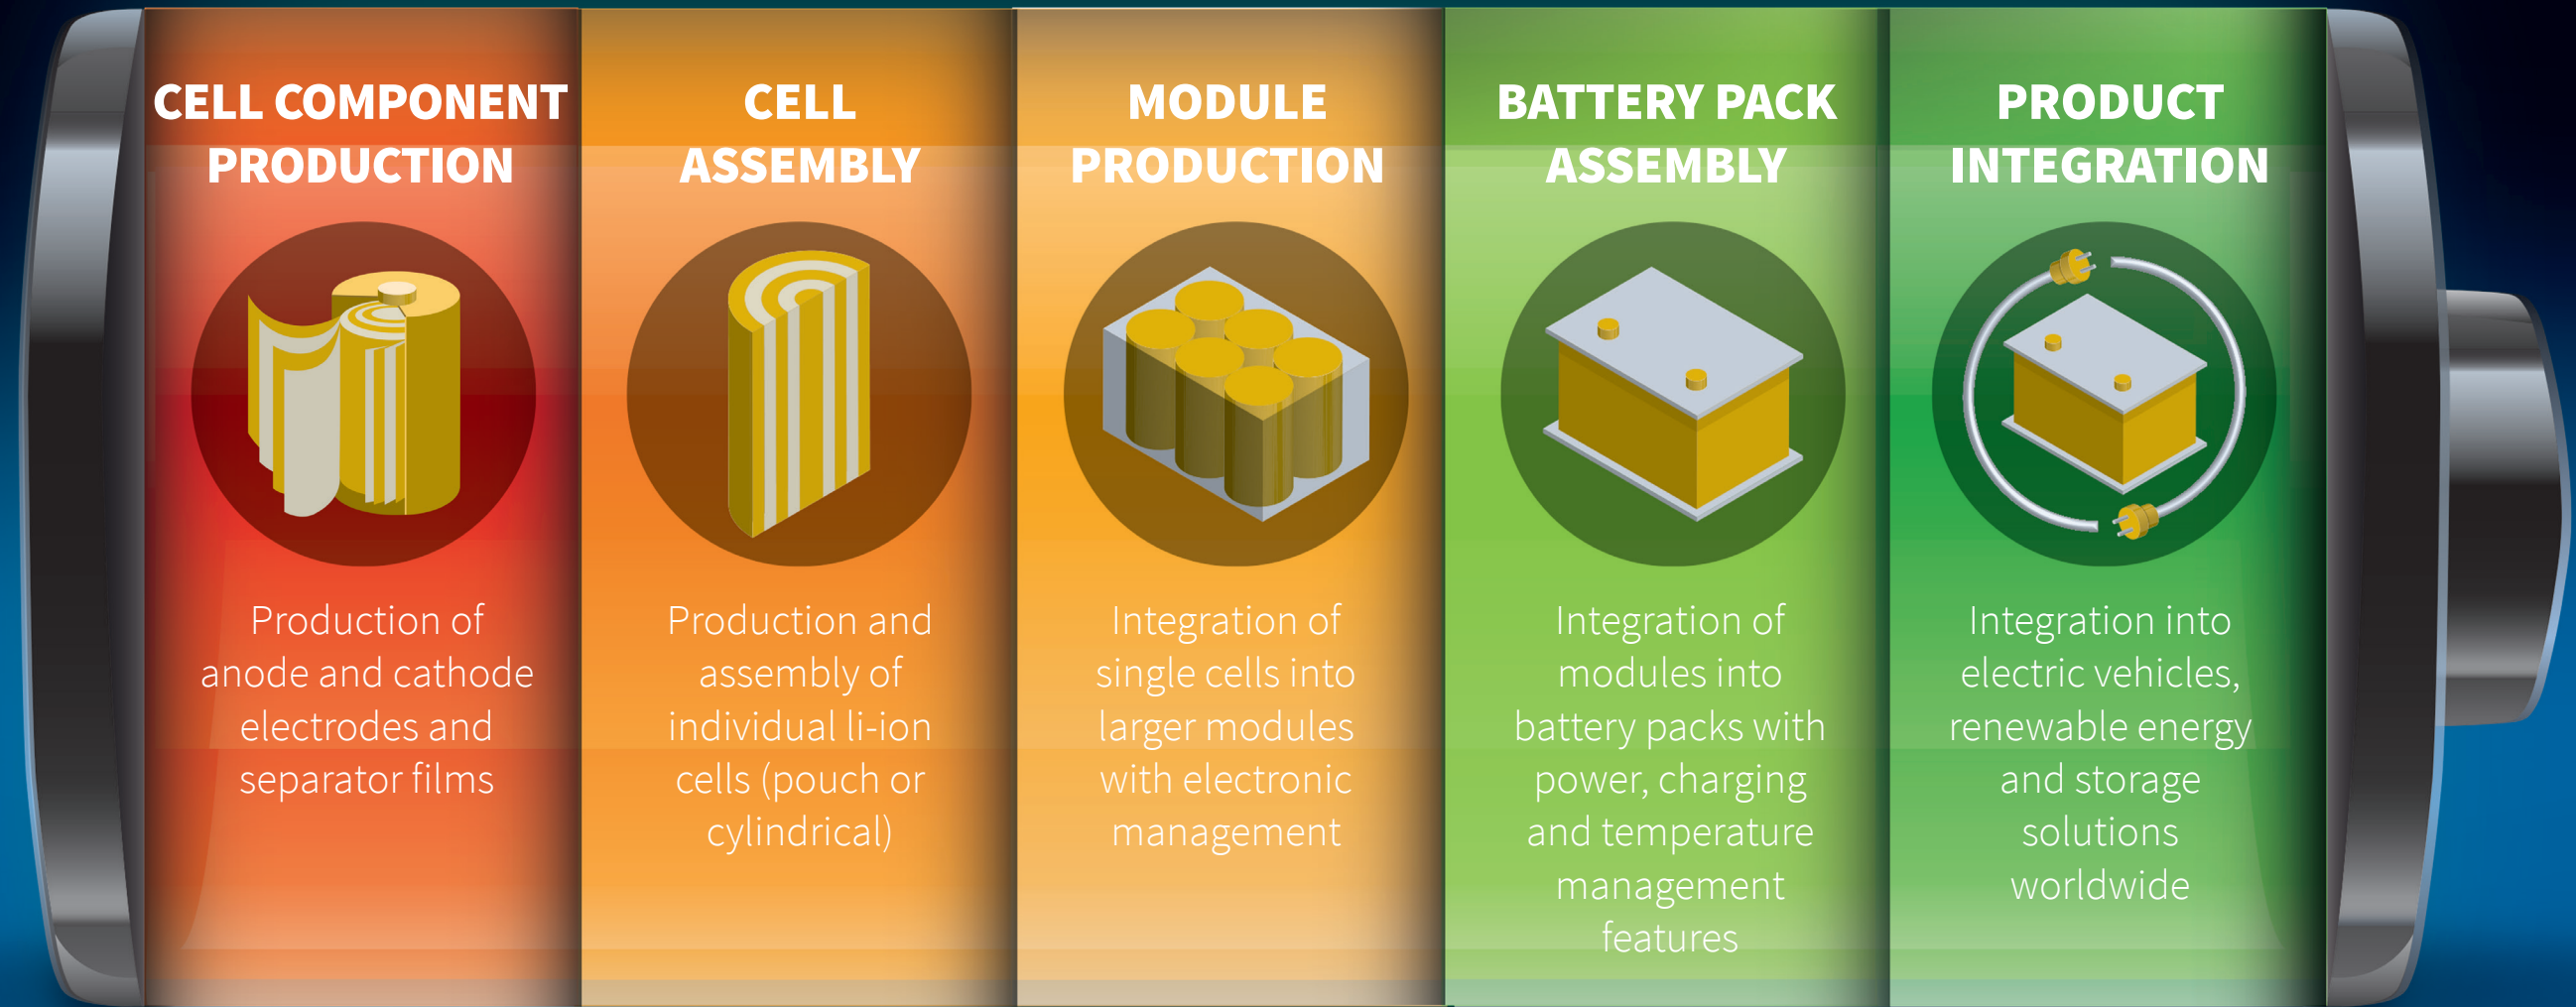 CELL COMPONENT
PRODUCTION
Production of
anode and cathode
electrodes and
separator films
CELL
ASSEMBLY
Production and
assembly of
individual li-ion
cells (pouch or
cylindrical)
MODULE
PRODUCTION
Integration of
single cells into
larger modules
with electronic
management
BATTERY PACK
ASSEMBLY
Integration of
modules into
battery packs with
power, charging
and temperature
management
features
PRODUCT
INTEGRATION
Integration into
electric vehicles,
renewable energy
and storage
solutions
worldwide